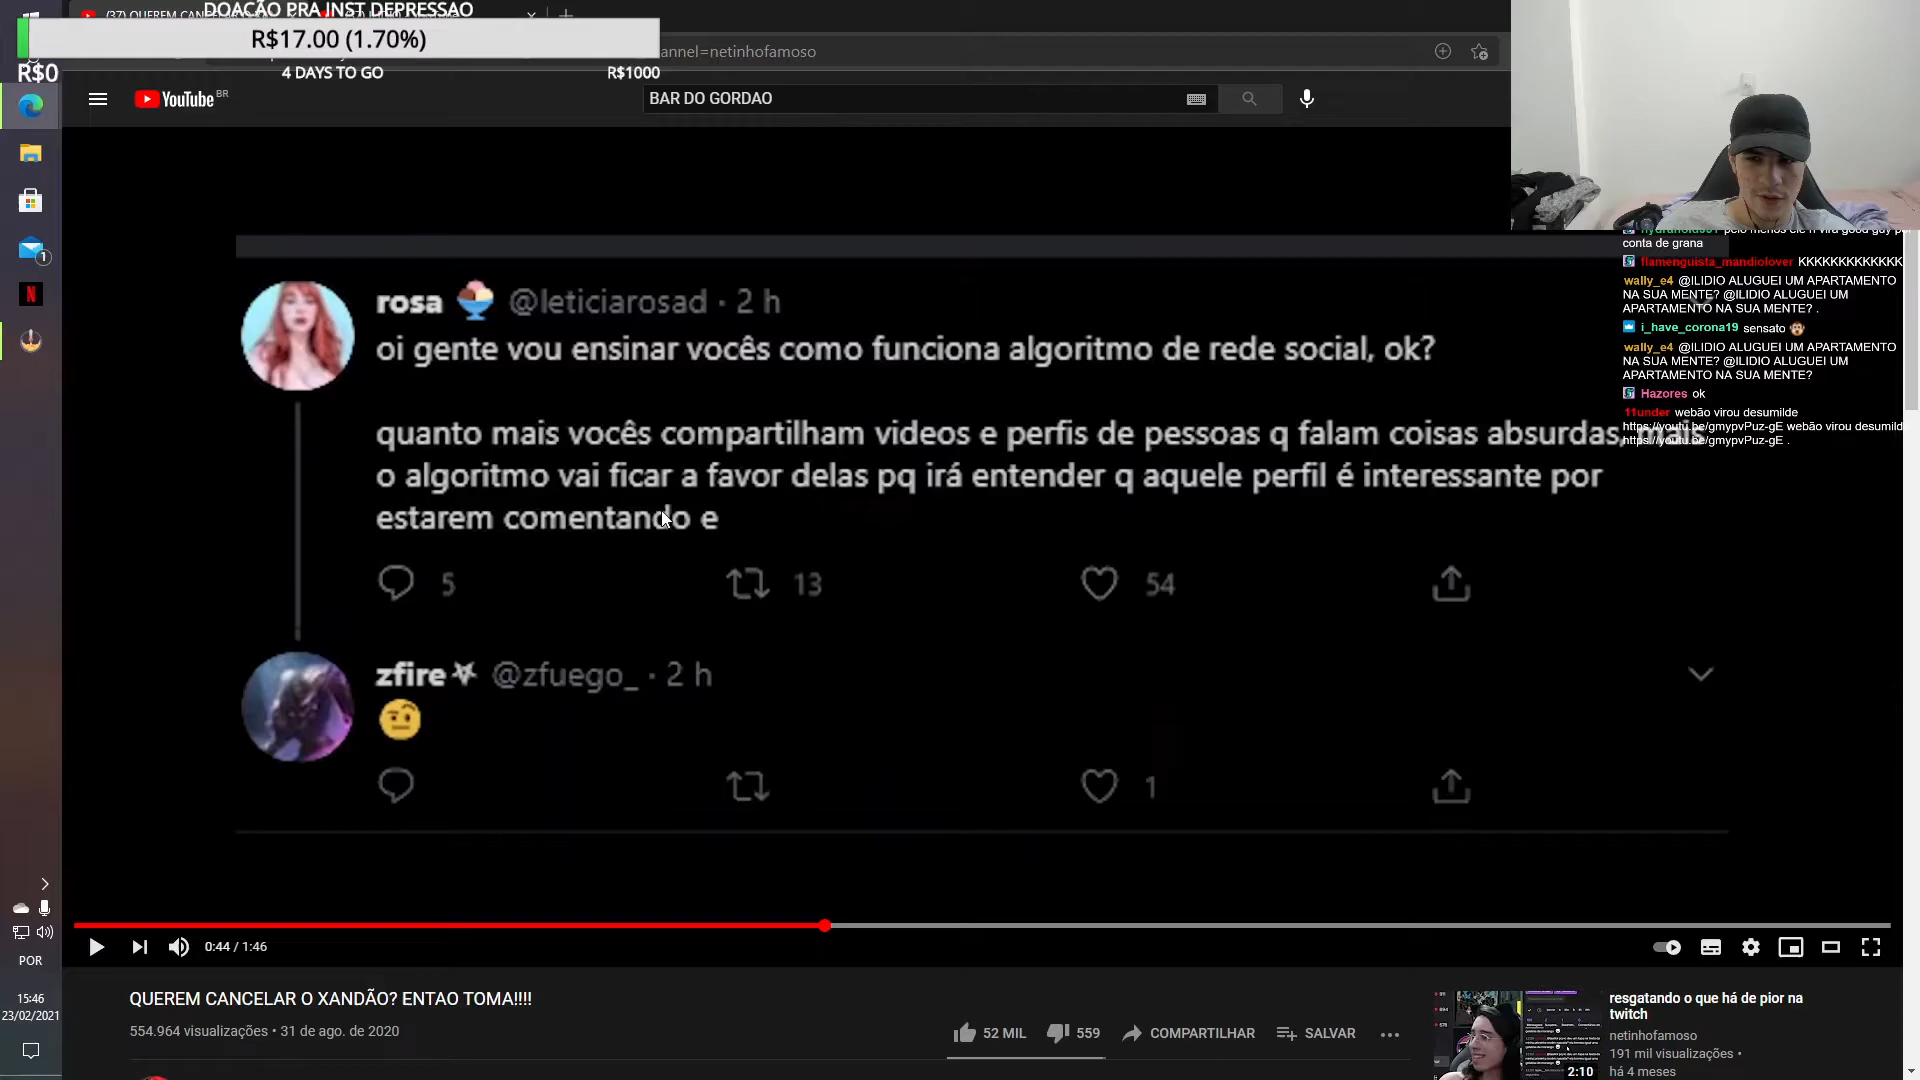 DOAÇÃO PRA INST DEPRESSAO
R$17.00 (1.70%)
R$0
4 DAYS TO GO
R$1000
annel=netinhofamoso
YouTube BR
BAR DO GORDAO
conta de grana
flamenguista_mandiolover KKKKKKKKKKKK
wally_e4 @ILIDIO ALUGUEI UM APARTAMENTO
NA SUA MENTE? @ILIDIO ALUGUEI UM
APARTAMENTO NA SUA MENTE? .
i_have_corona19 sensato
wally_e4 @ILIDIO ALUGUEI UM APARTAMENTO
NA SUA MENTE? @ILIDIO ALUGUEI UM
APARTAMENTO NA SUA MENTE?
Hazores ok
11under webão virou desumilde
https://youtu.be/gmypvPuz-gE webão virou desumild
https://youtu.be/gmypvPuz-gE .
rosa 🍨 @leticiarosad · 2 h
oi gente vou ensinar vocês como funciona algoritmo de rede social, ok?
quanto mais vocês compartilham videos e perfis de pessoas q falam coisas absurdas, mais
o algoritmo vai ficar a favor delas pq irá entender q aquele perfil é interessante por
estarem comentando e
5 13 54
zfire @zfuego_ · 2 h
🤨
1
0:44 / 1:46
POR
15:46
23/02/2021
1
QUEREM CANCELAR O XANDÃO? ENTAO TOMA!!!!
554.964 visualizações • 31 de ago. de 2020
52 MIL 559 COMPARTILHAR SALVAR
resgatando o que há de pior na
twitch
netinhofamoso
191 mil visualizações •
há 4 meses
2:10